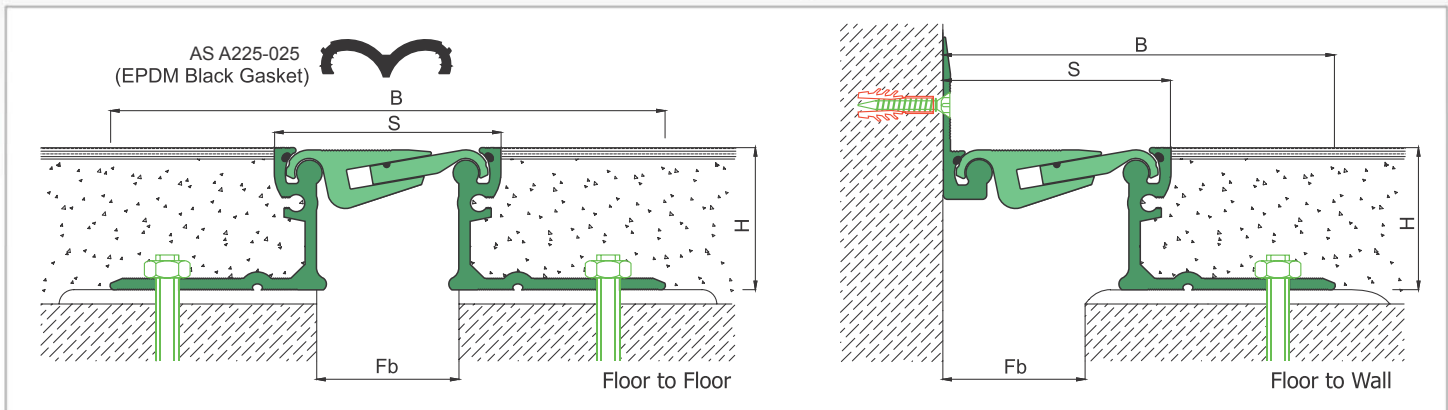 AS A225-025
(EPDM Black Gasket)
B
S
H
Fb
Floor to Floor
B
S
H
Fb
Floor to Wall